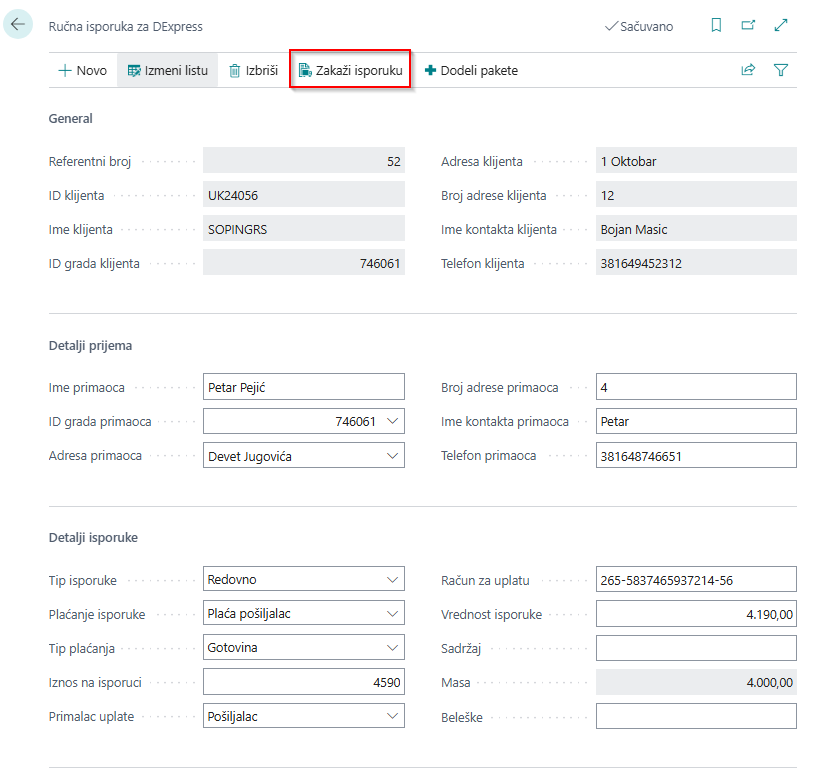 Ručna isporuka za DExpress
Sačuvano
Novo
Izmeni listu
Izbriši
Zakaži isporuku
Dodeli pakete
General
Referentni broj 52
Adresa klijenta 1 Oktobar
ID klijenta UK24056
Broj adrese klijenta 12
Ime klijenta SOPINGRS
Ime kontakta klijenta Bojan Masic
ID grada klijenta 746061
Telefon klijenta 381649452312
Detalji prijema
Ime primaoca Petar Pejić
Broj adrese primaoca 4
ID grada primaoca 746061
Ime kontakta primaoca Petar
Adresa primaoca Devet Jugovića
Telefon primaoca 381648746651
Detalji isporuke
Tip isporuke Redovno
Račun za uplatu 265-5837465937214-56
Plaćanje isporuke Plaća pošiljalac
Vrednost isporuke 4.190,00
Tip plaćanja Gotovina
Sadržaj
Iznos na isporuci 4590
Masa 4.000,00
Primalac uplate Pošiljalac
Beleške